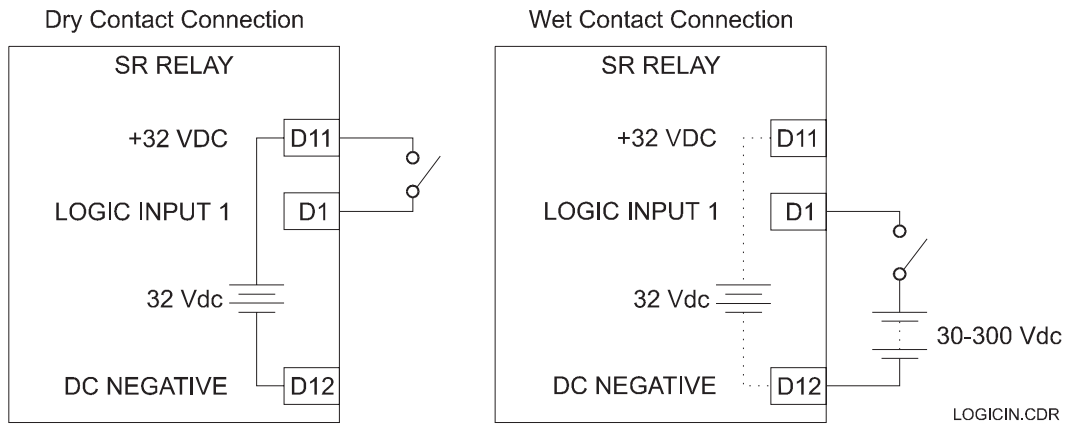 Dry Contact Connection
SR RELAY
+32 VDC
D11
LOGIC INPUT 1
D1
32 Vdc
DC NEGATIVE
D12
Wet Contact Connection
SR RELAY
+32 VDC
D11
LOGIC INPUT 1
D1
32 Vdc
30-300 Vdc
DC NEGATIVE
D12
LOGICIN.CDR